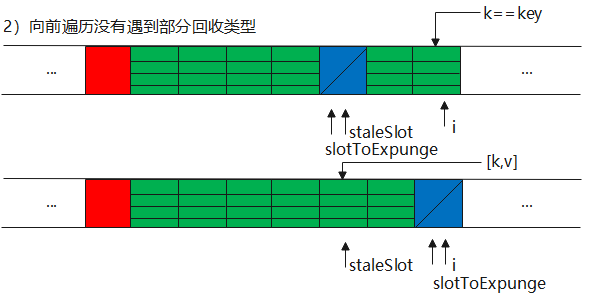 2）向前遍历没有遇到部分回收类型
k==key
... ...
staleSlot i
slotToExpunge
[k,v]
... ...
staleSlot i
slotToExpunge